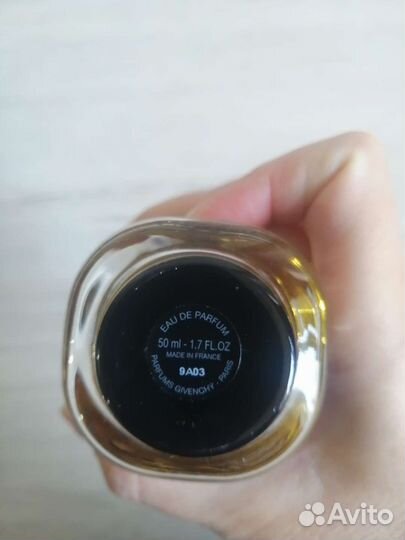 EAU DE PARFUM
50 ml - 1.7 FL.OZ
MADE IN FRANCE
9A03
PARFUMS GIVENCHY - PARIS
Avito